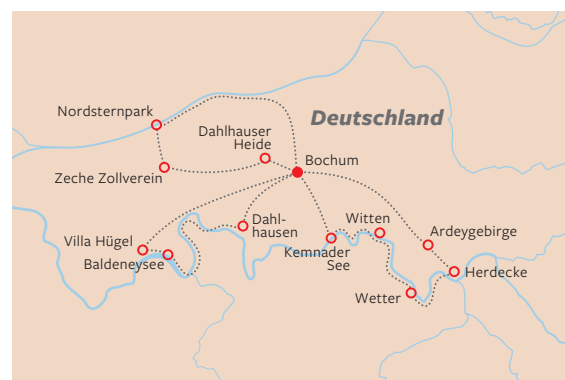 Nordsternpark
Deutschland
Dahlhauser
Heide
Bochum
Zeche Zollverein
Dahl-
hausen
Witten
Ardeygebirge
Villa Hügel
Baldeneysee
Kemnader
See
Herdecke
Wetter